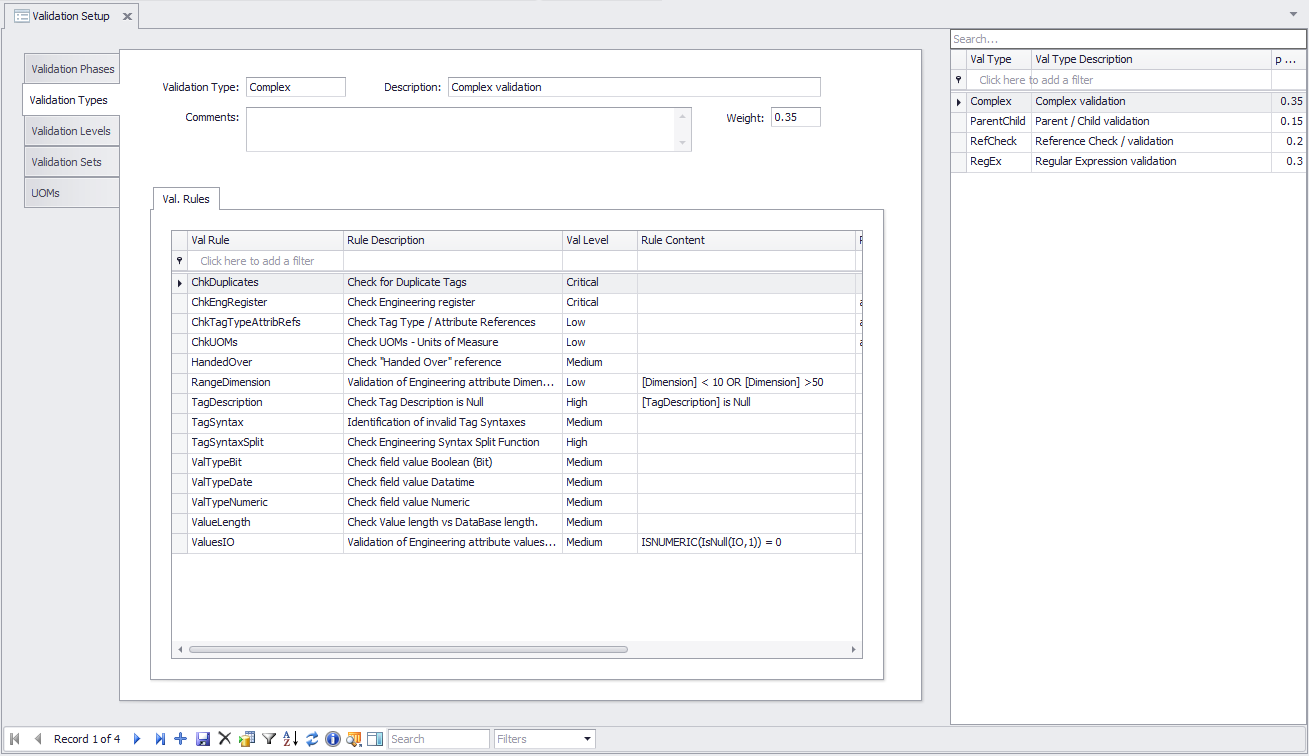 Validation Setup
Search...
Validation Phases
Validation Types
Validation Levels
Validation Sets
UOMs
Validation Type: Complex Description: Complex validation
Comments: Weight: 0.35
Val. Rules
Val Rule Rule Description Val Level Rule Content
Click here to add a filter
ChkDuplicates Check for Duplicate Tags Critical
ChkEngRegister Check Engineering register Critical
ChkTagTypeAttribRefs Check Tag Type / Attribute References Low
ChkUOMs Check UOMs - Units of Measure Low
HandedOver Check "Handed Over" reference Medium
RangeDimension Validation of Engineering attribute Dimen... Low [Dimension] < 10 OR [Dimension] >50
TagDescription Check Tag Description is Null High [TagDescription] is Null
TagSyntax Identification of invalid Tag Syntaxes Medium
TagSyntaxSplit Check Engineering Syntax Split Function High
ValTypeBit Check field value Boolean (Bit) Medium
ValTypeDate Check field value Datatime Medium
ValTypeNumeric Check field value Numeric Medium
ValueLength Check Value length vs DataBase length. Medium
ValuesIO Validation of Engineering attribute values... Medium ISNUMERIC(IsNull(IO,1)) = 0
Val Type Val Type Description p ...
Click here to add a filter
Complex Complex validation 0.35
ParentChild Parent / Child validation 0.15
RefCheck Reference Check / validation 0.2
RegEx Regular Expression validation 0.3
Record 1 of 4 Search Filters